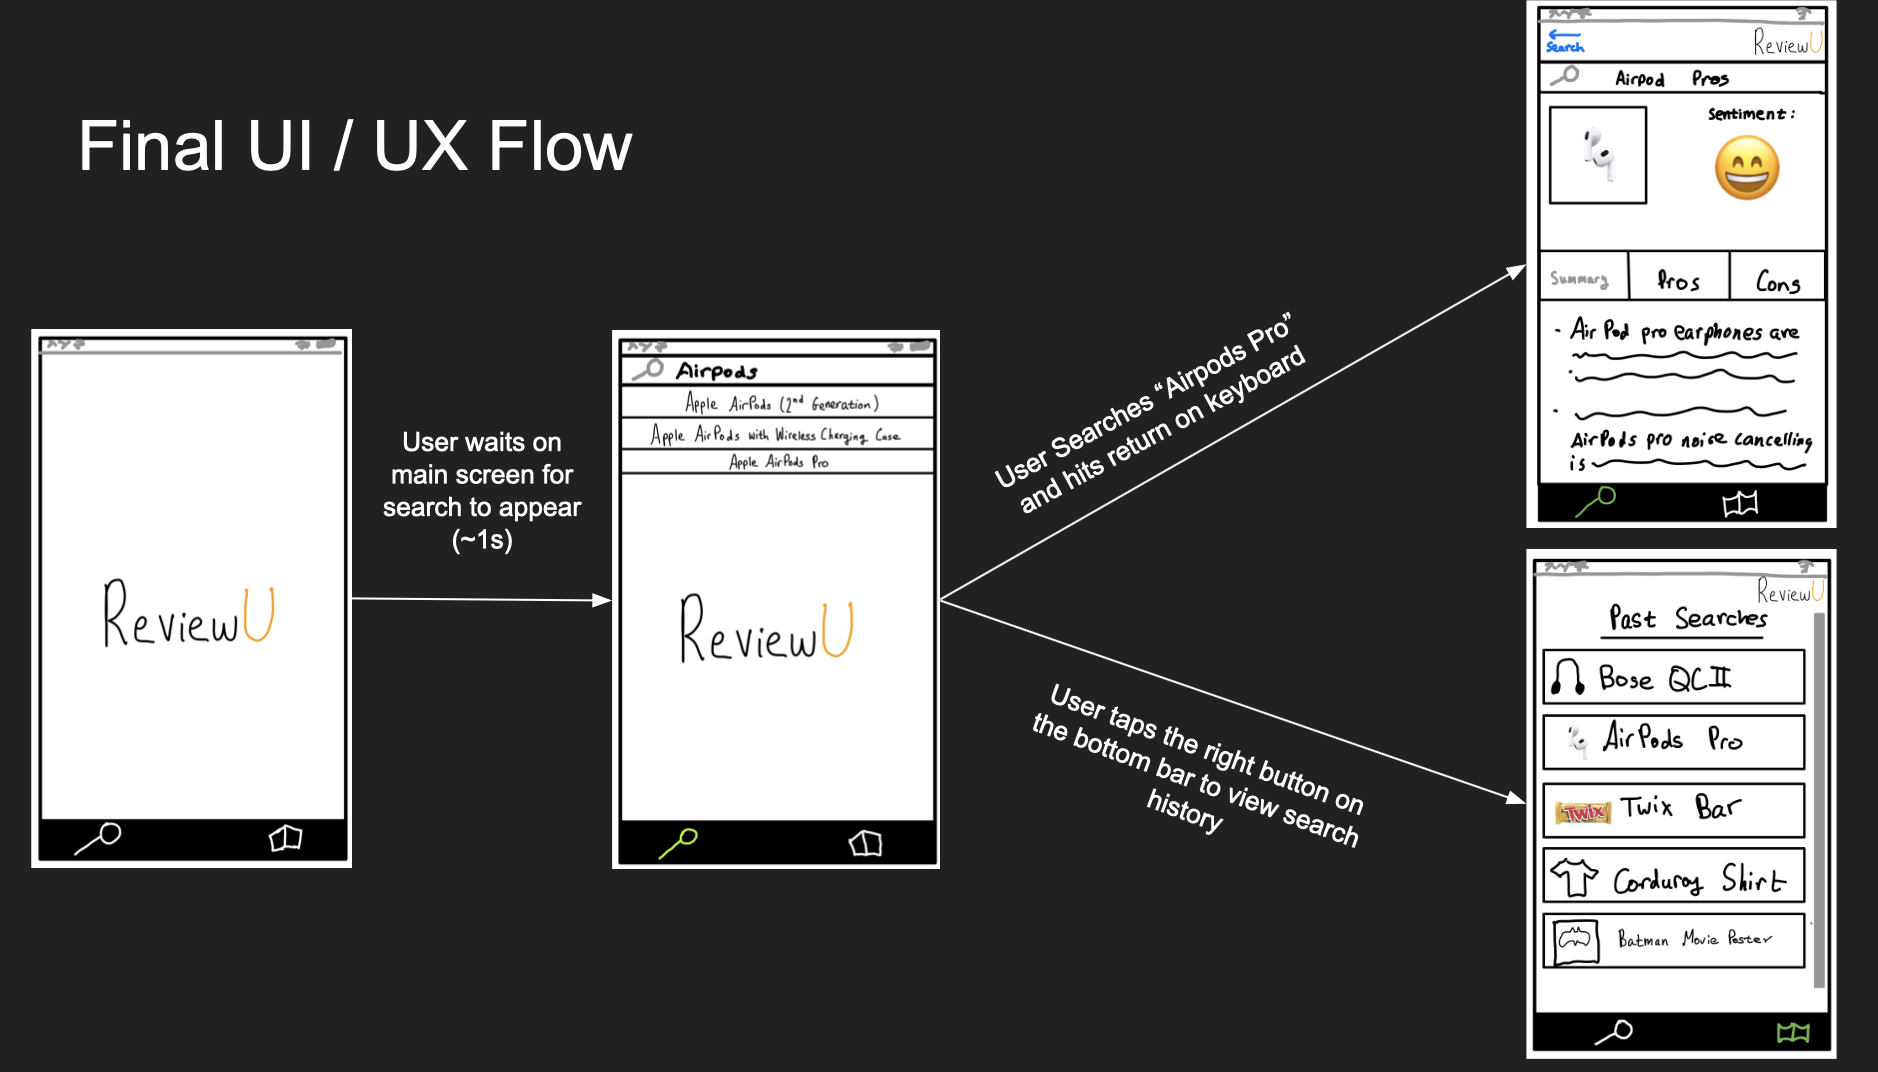 Final UI / UX Flow
ReviewU
User waits on
main screen for
search to appear
(~1s)
Airpods
Apple AirPods (2nd Generation)
Apple AirPods with Wireless Charging Case
Apple AirPods Pro
ReviewU
User Searches “Airpods Pro”
and hits return on keyboard
User taps the right button on
the bottom bar to view search
history
Search
ReviewU
Airpod Pros
Sentiment:
Summary Pros Cons
- AirPod pro earphones are
AirPods pro noise cancelling
is
ReviewU
Past Searches
Bose QCII
AirPods Pro
TWIX Twix Bar
Corduroy Shirt
Batman Movie Poster